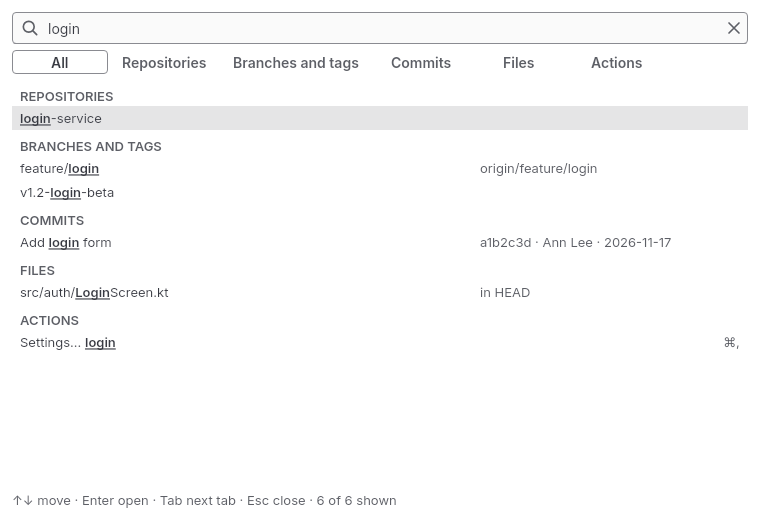 login
All Repositories Branches and tags Commits Files Actions
REPOSITORIES
login-service
BRANCHES AND TAGS
feature/login origin/feature/login
v1.2-login-beta
COMMITS
Add login form a1b2c3d · Ann Lee · 2026-11-17
FILES
src/auth/LoginScreen.kt in HEAD
ACTIONS
Settings... login ⌘,
↑↓ move · Enter open · Tab next tab · Esc close · 6 of 6 shown